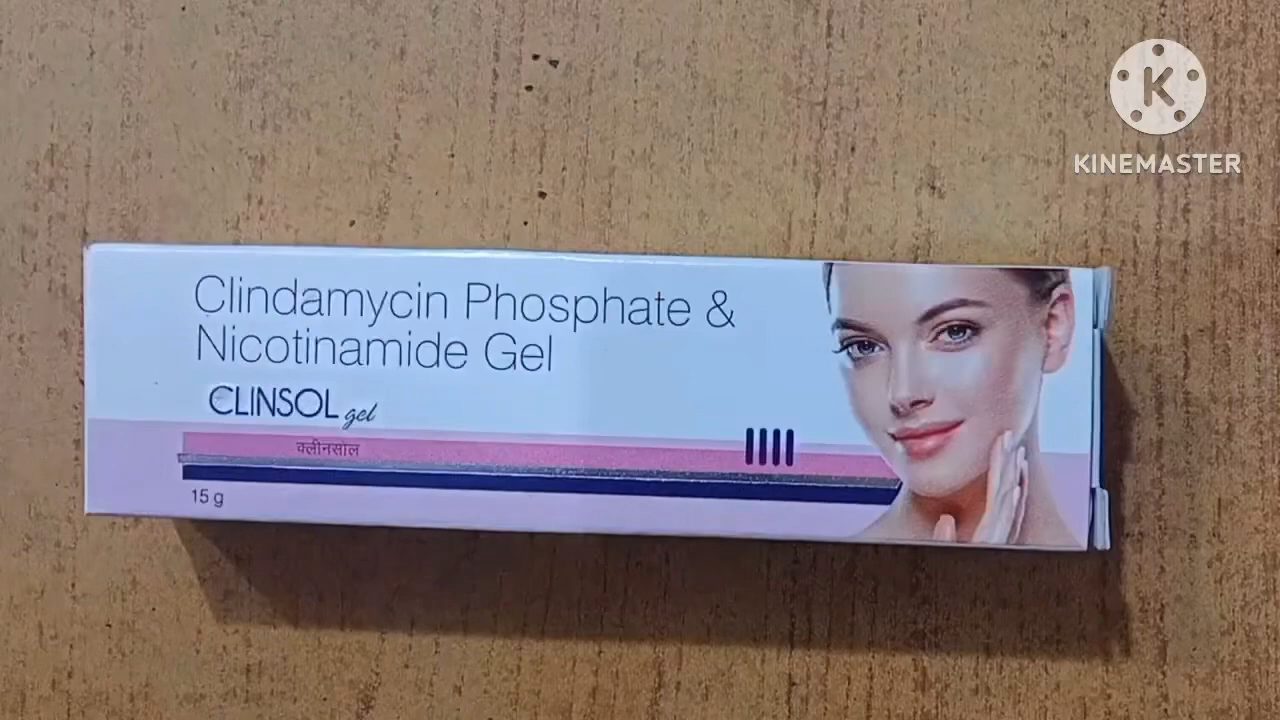 K
KINEMASTER
Clindamycin Phosphate &
Nicotinamide Gel
CLINSOL gel
क्लीनसोल
15 g